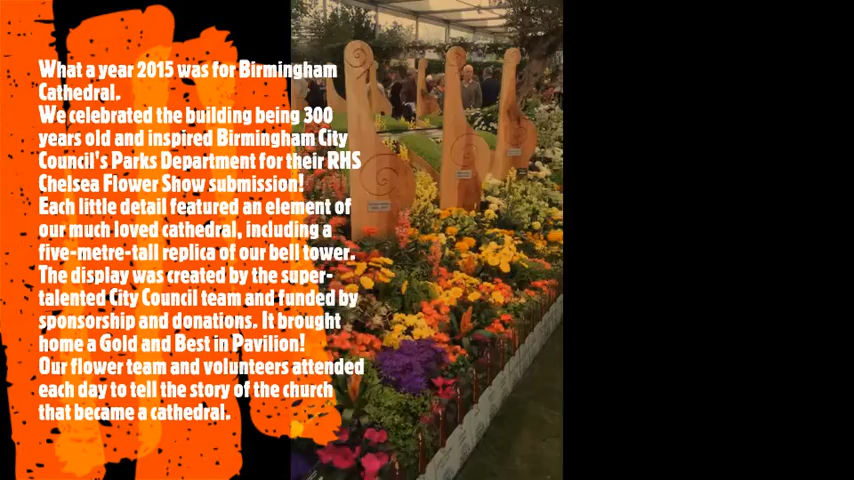 What a year 2015 was for Birmingham
Cathedral.
We celebrated the building being 300
years old and inspired Birmingham City
Council's Parks Department for their RHS
Chelsea Flower Show submission!
Each little detail featured an element of
our much loved cathedral, including a
five-metre-tall replica of our bell tower.
The display was created by the super-
talented City Council team and funded by
sponsorship and donations. It brought
home a Gold and Best in Pavilion!
Our flower team and volunteers attended
each day to tell the story of the church
that became a cathedral.